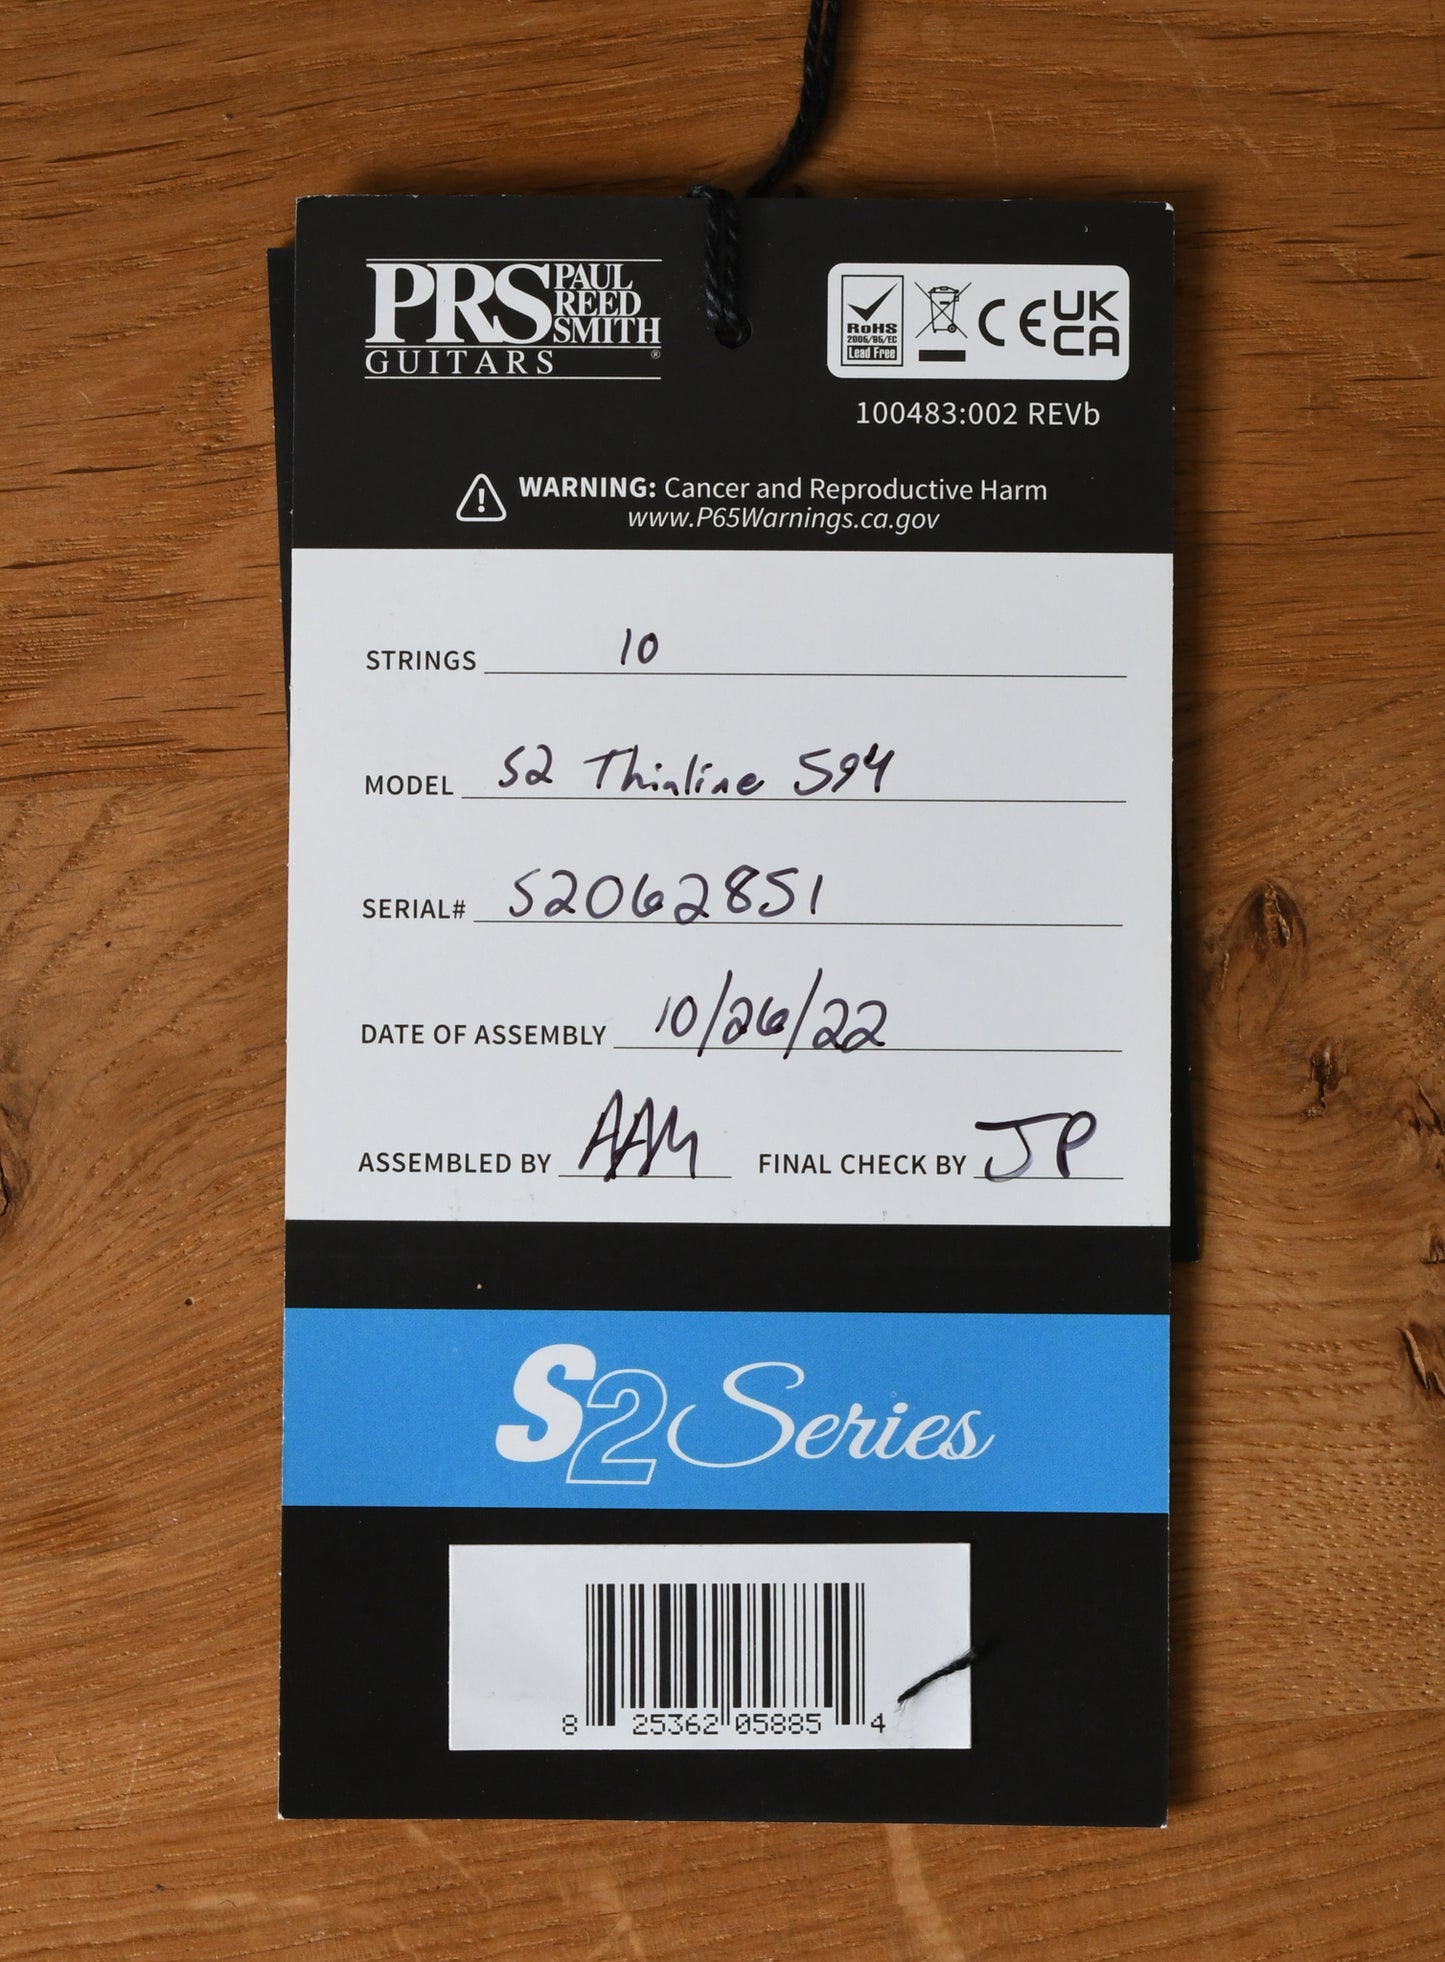 PRS PAUL REED SMITH
GUITARS ®
RoHS
2005/95/EC
Lead Free
CE UK CA
100483:002 REVb
WARNING: Cancer and Reproductive Harm
www.P65Warnings.ca.gov
STRINGS 10
MODEL S2 Thinline 594
SERIAL# S2062851
DATE OF ASSEMBLY 10/26/22
ASSEMBLED BY AAM FINAL CHECK BY JP
S2 Series
8 25362 05885 4